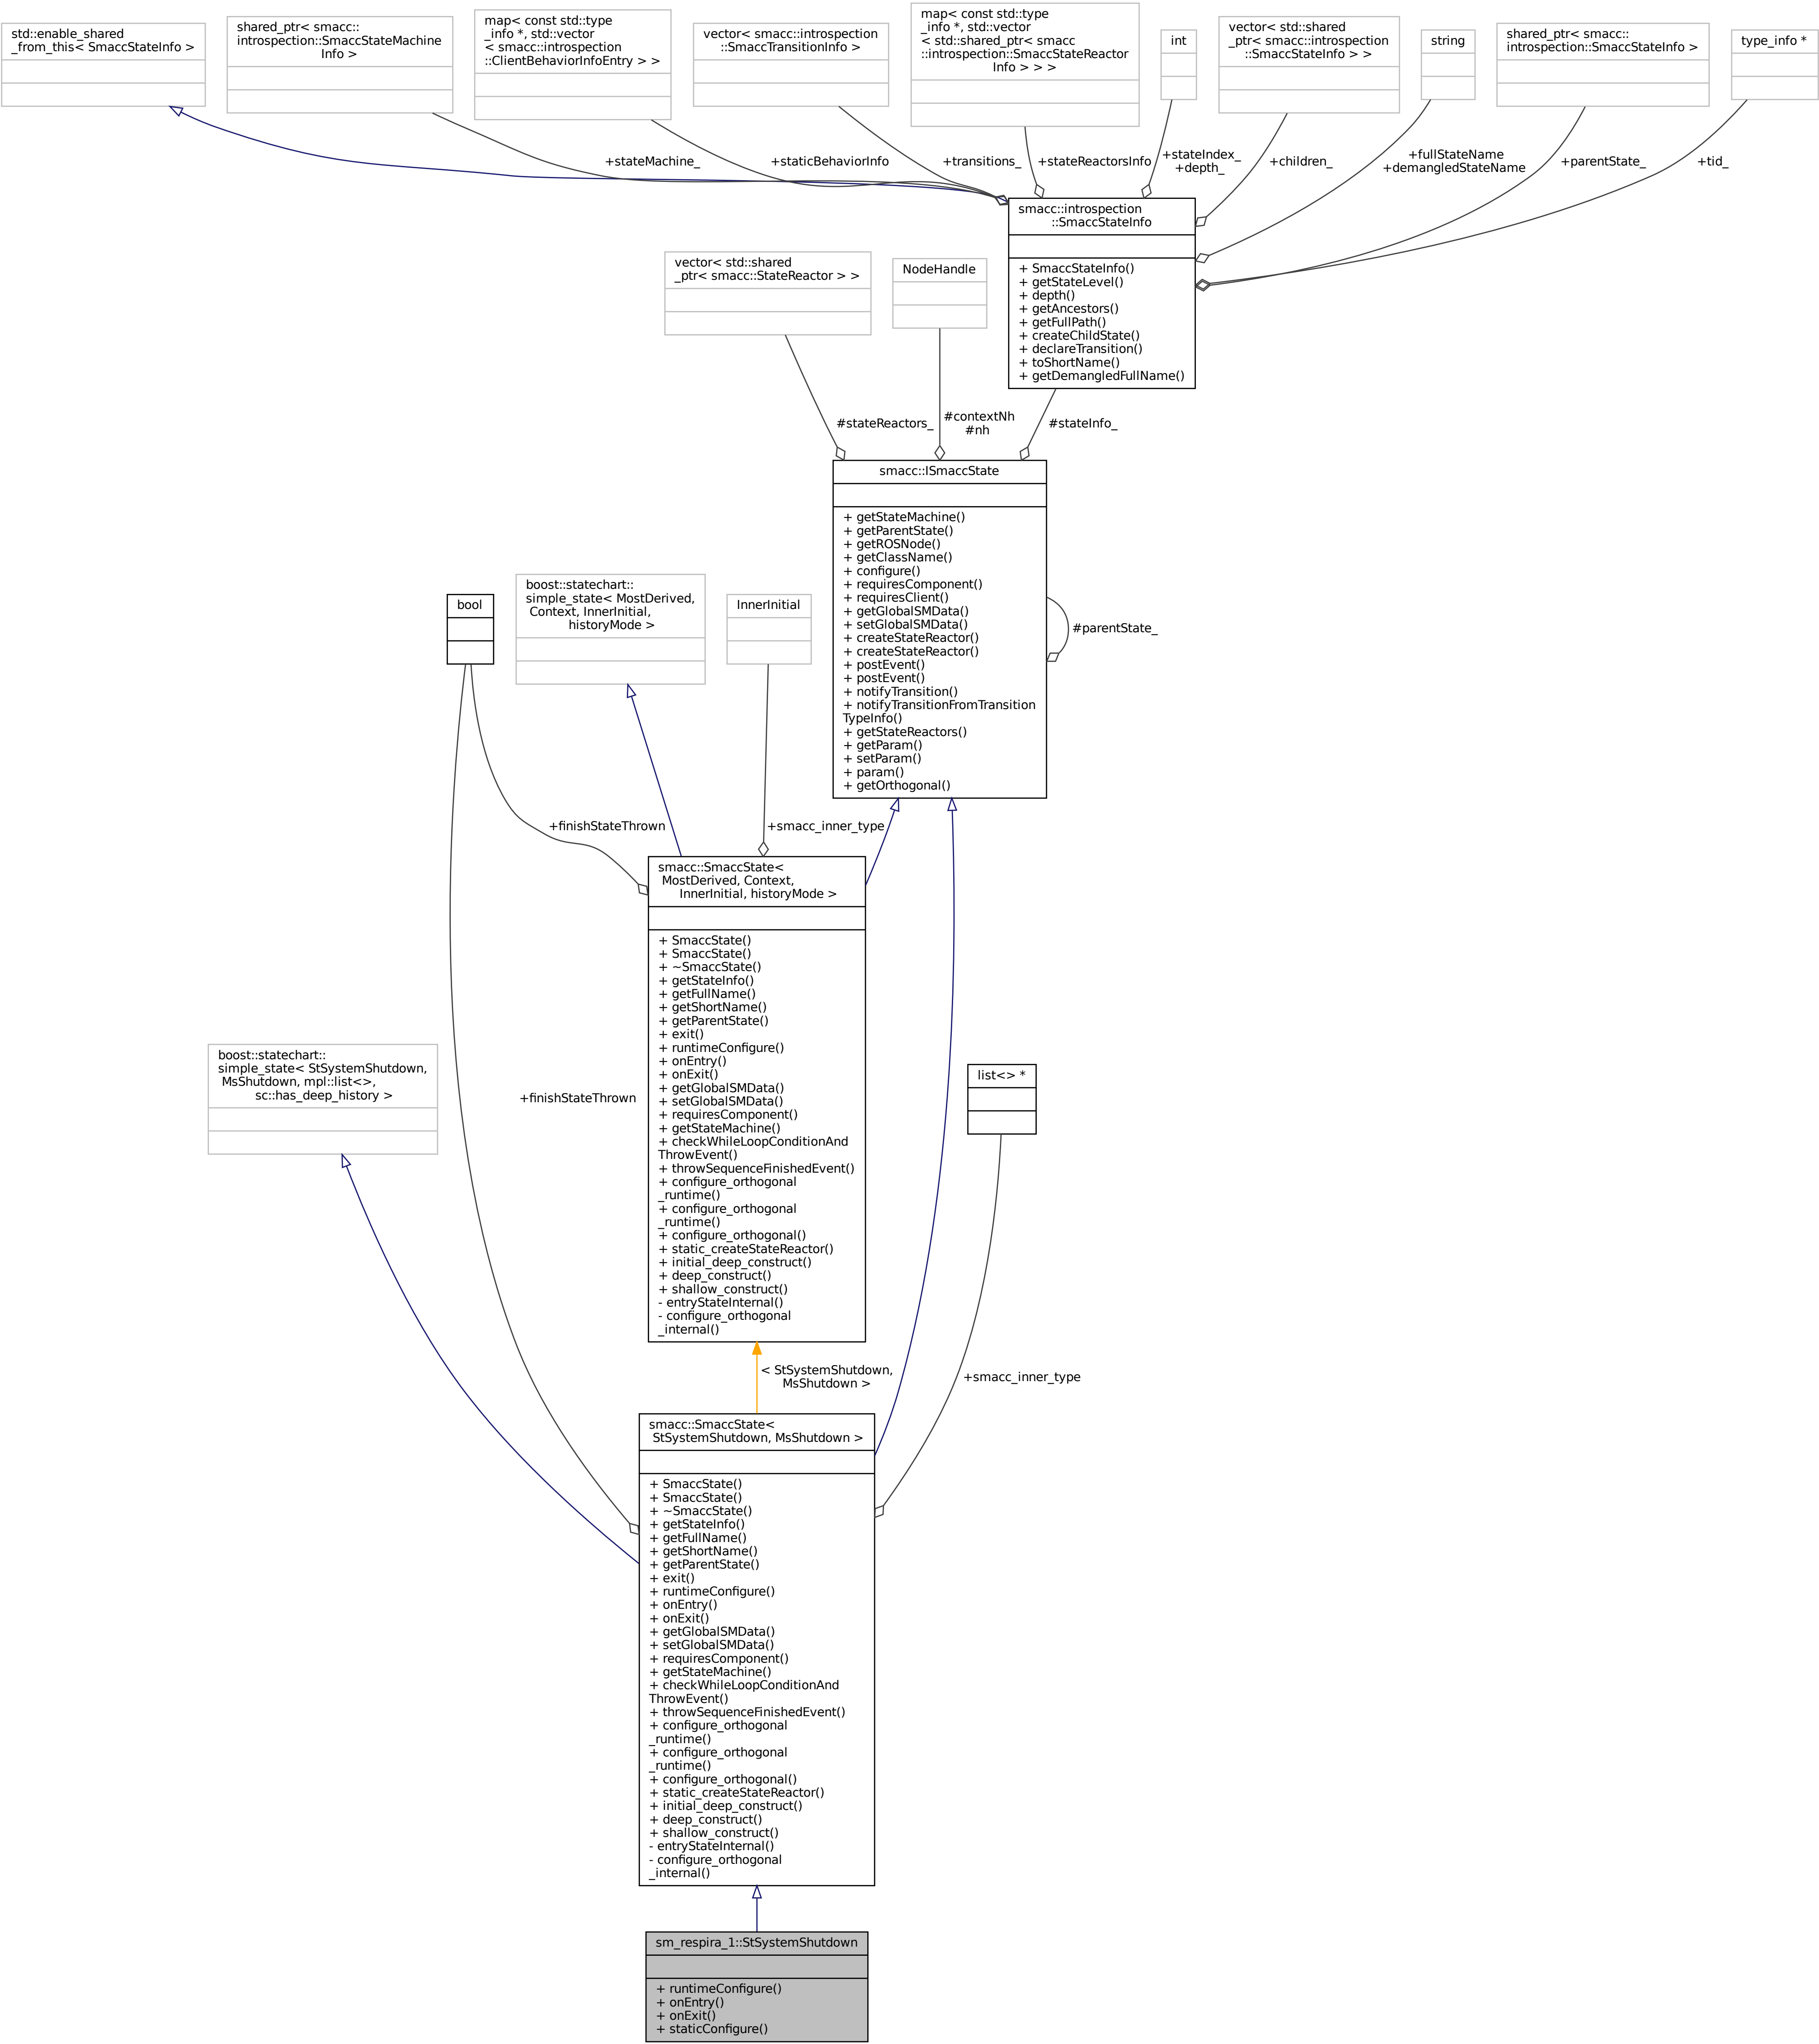 std::enable_shared
_from_this< SmaccStateInfo >
shared_ptr< smacc::
introspection::SmaccStateMachine
Info >
map< const std::type
_info *, std::vector
< smacc::introspection
::ClientBehaviorInfoEntry > >
vector< smacc::introspection
::SmaccTransitionInfo >
map< const std::type
_info *, std::vector
< std::shared_ptr< smacc
::introspection::SmaccStateReactor
Info > > >
int
vector< std::shared
_ptr< smacc::introspection
::SmaccStateInfo > >
string
shared_ptr< smacc::
introspection::SmaccStateInfo >
type_info *
+stateMachine_
+staticBehaviorInfo
+transitions_
+stateReactorsInfo
+stateIndex_
+depth_
+children_
+fullStateName
+demangledStateName
+parentState_
+tid_
smacc::introspection
::SmaccStateInfo
+ SmaccStateInfo()
+ getStateLevel()
+ depth()
+ getAncestors()
+ getFullPath()
+ createChildState()
+ declareTransition()
+ toShortName()
+ getDemangledFullName()
vector< std::shared
_ptr< smacc::StateReactor > >
NodeHandle
#stateReactors_
#contextNh
#nh
#stateInfo_
smacc::ISmaccState
+ getStateMachine()
+ getParentState()
+ getROSNode()
+ getClassName()
+ configure()
+ requiresComponent()
+ requiresClient()
+ getGlobalSMData()
+ setGlobalSMData()
+ createStateReactor()
+ createStateReactor()
+ postEvent()
+ postEvent()
+ notifyTransition()
+ notifyTransitionFromTransition
TypeInfo()
+ getStateReactors()
+ getParam()
+ setParam()
+ param()
+ getOrthogonal()
#parentState_
bool
boost::statechart::
simple_state< MostDerived,
Context, InnerInitial,
historyMode >
InnerInitial
+finishStateThrown
+smacc_inner_type
smacc::SmaccState<
MostDerived, Context,
InnerInitial, historyMode >
+ SmaccState()
+ SmaccState()
+ ~SmaccState()
+ getStateInfo()
+ getFullName()
+ getShortName()
+ getParentState()
+ exit()
+ runtimeConfigure()
+ onEntry()
+ onExit()
+ getGlobalSMData()
+ setGlobalSMData()
+ requiresComponent()
+ getStateMachine()
+ checkWhileLoopConditionAnd
ThrowEvent()
+ throwSequenceFinishedEvent()
+ configure_orthogonal
_runtime()
+ configure_orthogonal
_runtime()
+ configure_orthogonal()
+ static_createStateReactor()
+ initial_deep_construct()
+ deep_construct()
+ shallow_construct()
- entryStateInternal()
- configure_orthogonal
_internal()
boost::statechart::
simple_state< StSystemShutdown,
MsShutdown, mpl::list<>,
sc::has_deep_history >
+finishStateThrown
list<> *
< StSystemShutdown,
MsShutdown >
+smacc_inner_type
smacc::SmaccState<
StSystemShutdown, MsShutdown >
+ SmaccState()
+ SmaccState()
+ ~SmaccState()
+ getStateInfo()
+ getFullName()
+ getShortName()
+ getParentState()
+ exit()
+ runtimeConfigure()
+ onEntry()
+ onExit()
+ getGlobalSMData()
+ setGlobalSMData()
+ requiresComponent()
+ getStateMachine()
+ checkWhileLoopConditionAnd
ThrowEvent()
+ throwSequenceFinishedEvent()
+ configure_orthogonal
_runtime()
+ configure_orthogonal
_runtime()
+ configure_orthogonal()
+ static_createStateReactor()
+ initial_deep_construct()
+ deep_construct()
+ shallow_construct()
- entryStateInternal()
- configure_orthogonal
_internal()
sm_respira_1::StSystemShutdown
+ runtimeConfigure()
+ onEntry()
+ onExit()
+ staticConfigure()